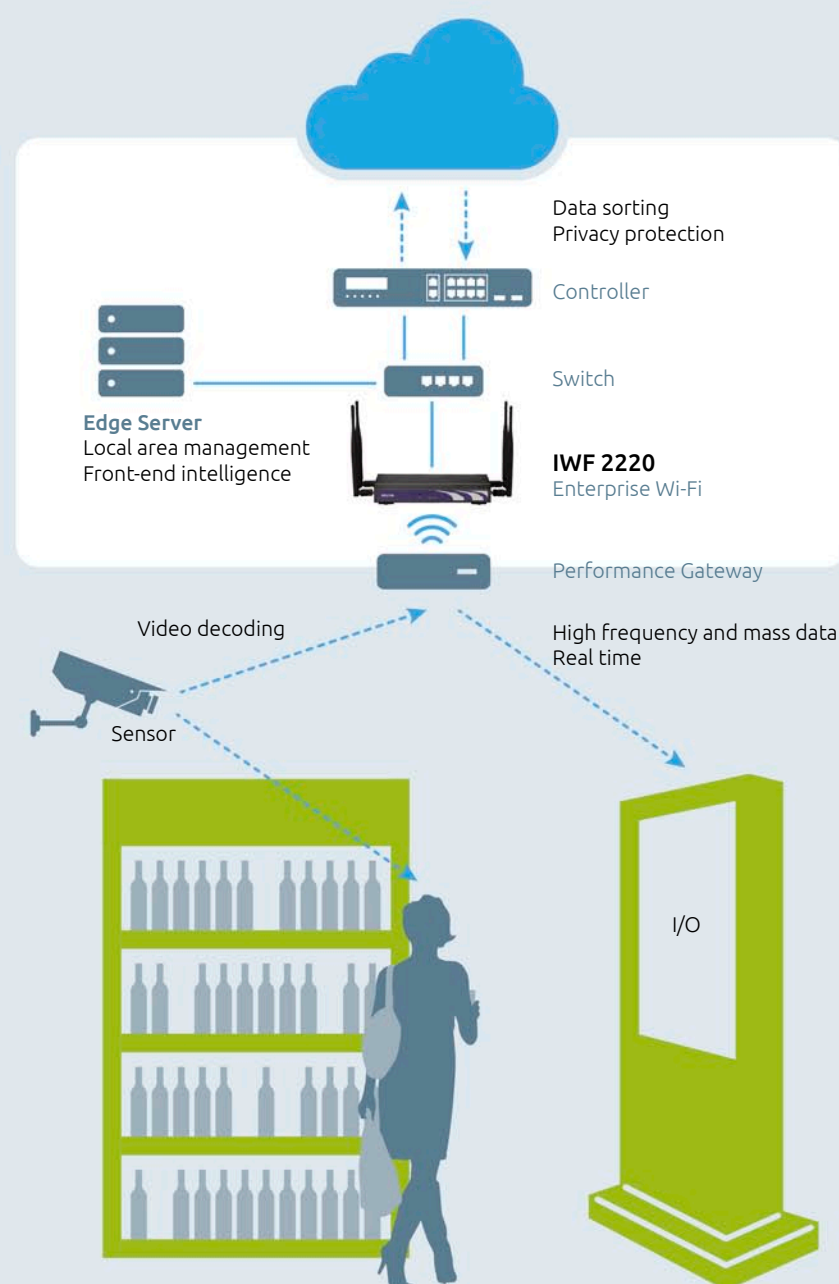 Data sorting
Privacy protection
Controller
Switch
Edge Server
Local area management
Front-end intelligence
IWF 2220
Enterprise Wi-Fi
Performance Gateway
Video decoding
High frequency and mass data
Real time
Sensor
I/O